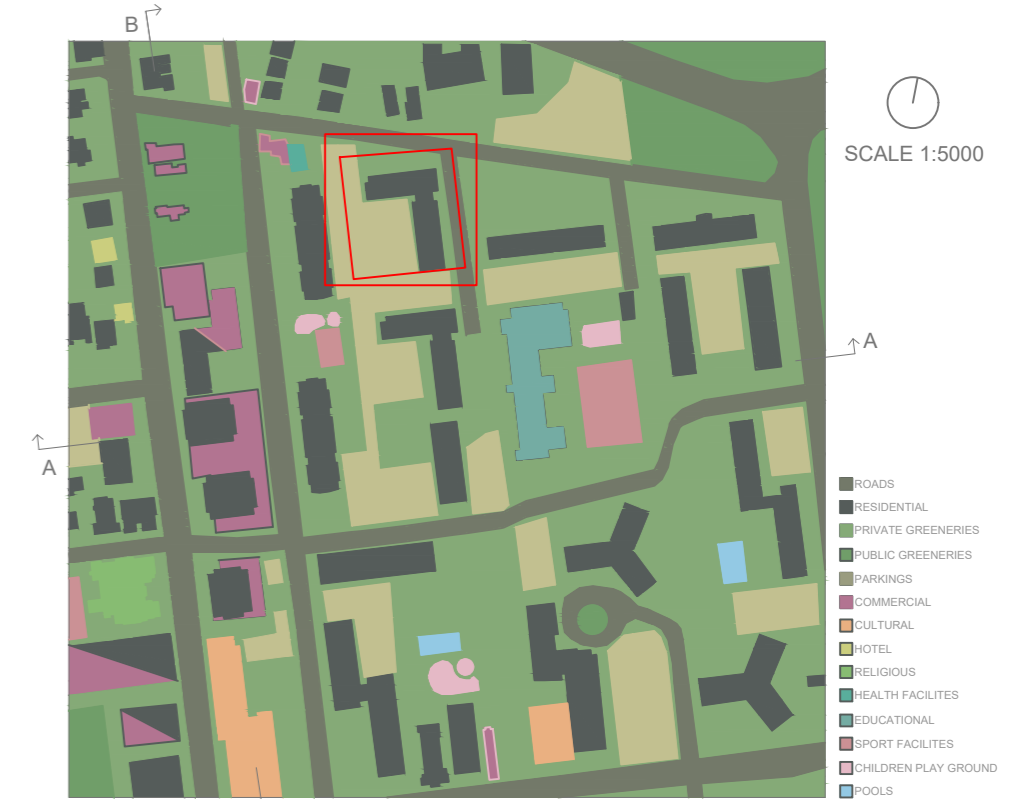 B
SCALE 1:5000
A
A
ROADS
RESIDENTIAL
PRIVATE GREENERIES
PUBLIC GREENERIES
PARKINGS
COMMERCIAL
CULTURAL
HOTEL
RELIGIOUS
HEALTH FACILITES
EDUCATIONAL
SPORT FACILITES
CHILDREN PLAY GROUND
POOLS